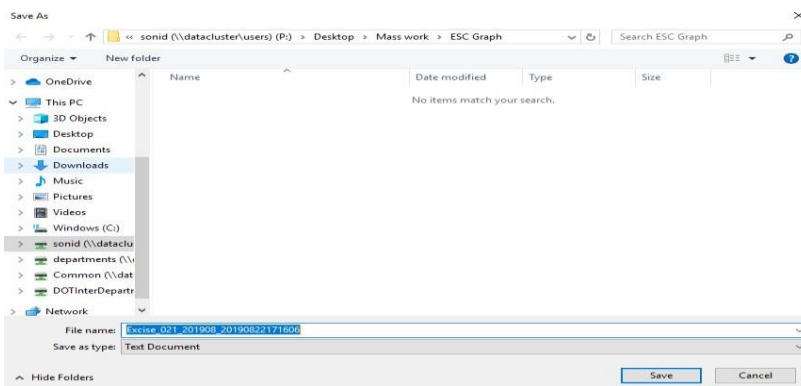 Save As
« sonid (\\datacluster\users) (P:) > Desktop > Mass work > ESC Graph
Search ESC Graph
Organize
New folder
Name
Date modified
Type
Size
No items match your search.
OneDrive
This PC
3D Objects
Desktop
Documents
Downloads
Music
Pictures
Videos
Windows (C:)
sonid (\\dataclu
departments (\\
Common (\\dat
DOTInterDepartr
Network
File name: Excise_021_201908_20190822171606
Save as type: Text Document
Hide Folders
Save
Cancel